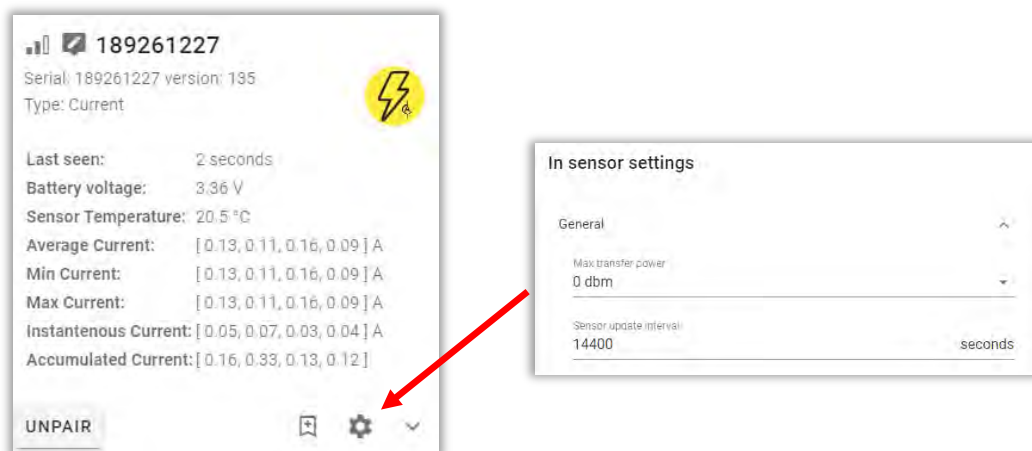 189261227
Serial: 189261227 version: 135
Type: Current
Last seen: 2 seconds
Battery voltage: 3.36 V
Sensor Temperature: 20.5 °C
Average Current: [ 0.13, 0.11, 0.16, 0.09 ] A
Min Current: [ 0.13, 0.11, 0.16, 0.09 ] A
Max Current: [ 0.13, 0.11, 0.16, 0.09 ] A
Instantenous Current: [ 0.05, 0.07, 0.03, 0.04 ] A
Accumulated Current: [ 0.16, 0.33, 0.13, 0.12 ]
UNPAIR
In sensor settings
General
Max transfer power
0 dbm
Sensor update interval
14400 seconds